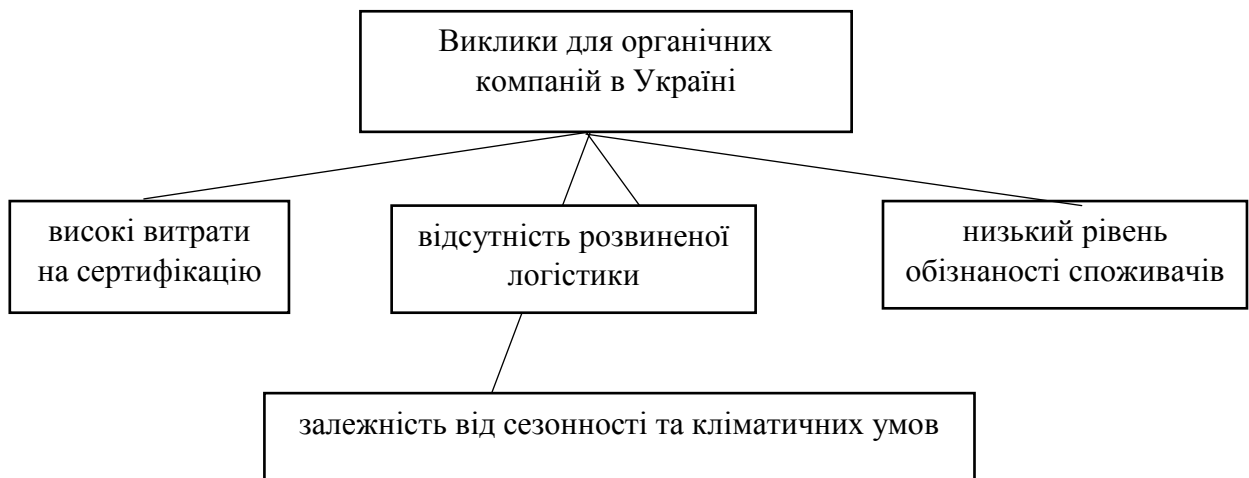 Виклики для органічних
компаній в Україні
високі витрати
на сертифікацію
відсутність розвиненої
логістики
низький рівень
обізнаності споживачів
залежність від сезонності та кліматичних умов